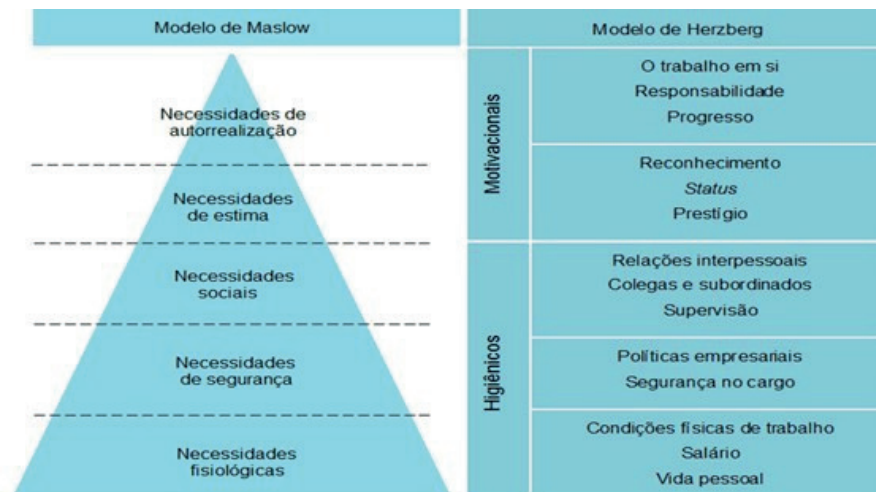 Modelo de Maslow
Necessidades de
autorrealização
Necessidades
de estima
Necessidades
sociais
Necessidades
de segurança
Necessidades
fisiológicas
Modelo de Herzberg
Motivacionais
O trabalho em si
Responsabilidade
Progresso
Reconhecimento
Status
Prestígio
Higiênicos
Relações interpessoais
Colegas e subordinados
Supervisão
Políticas empresariais
Segurança no cargo
Condições físicas de trabalho
Salário
Vida pessoal